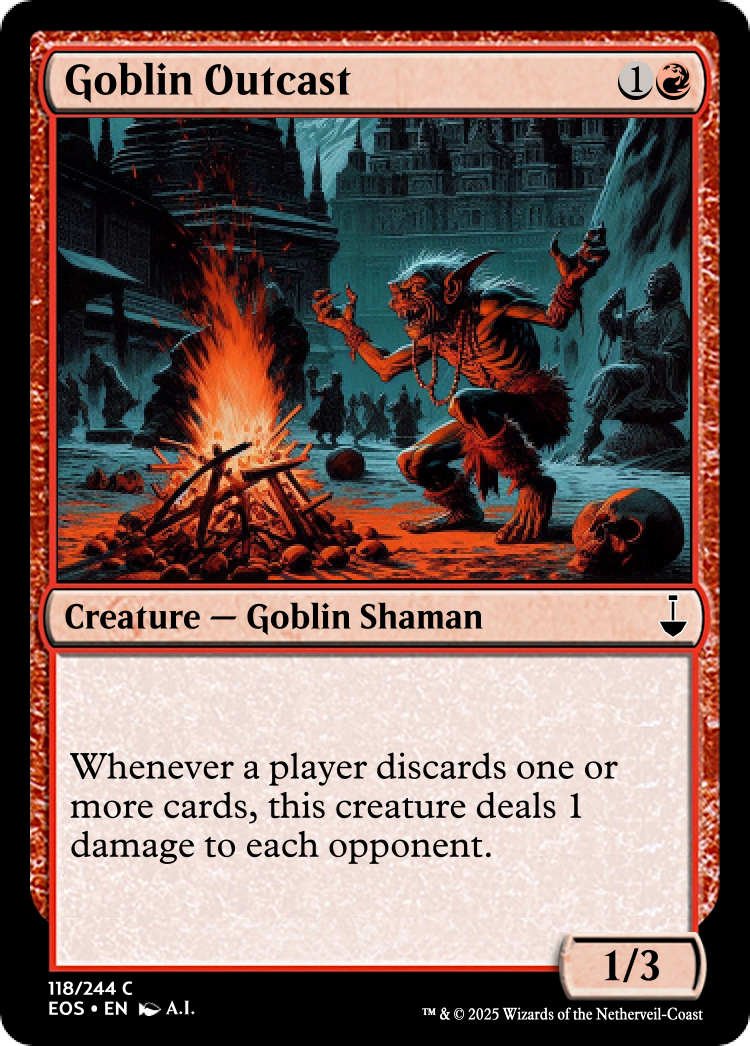 Goblin Outcast 1
Creature — Goblin Shaman
Whenever a player discards one or
more cards, this creature deals 1
damage to each opponent.
1/3
118/244 C
EOS • EN A.I.
™ & © 2025 Wizards of the Netherveil-Coast